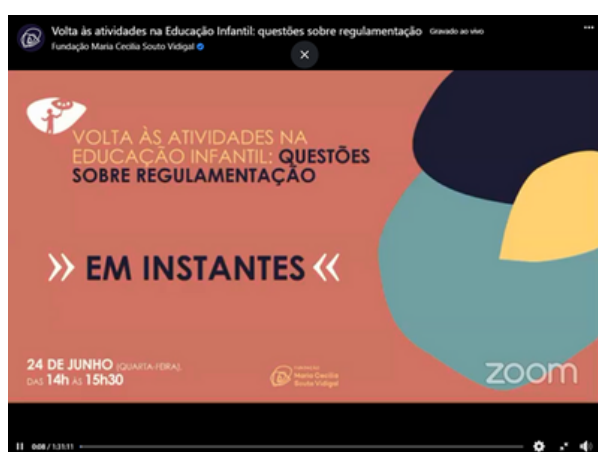 Volta às atividades na Educação Infantil: questões sobre regulamentação Gravado ao vivo
Fundação Maria Cecilia Souto Vidigal
VOLTA ÀS ATIVIDADES NA
EDUCAÇÃO INFANTIL: QUESTÕES
SOBRE REGULAMENTAÇÃO
» EM INSTANTES «
24 DE JUNHO (QUARTA-FEIRA),
DAS 14h ÀS 15h30
FUNDAÇÃO
Maria Cecilia
Souto Vidigal
zoom
0:08 / 1:31:11